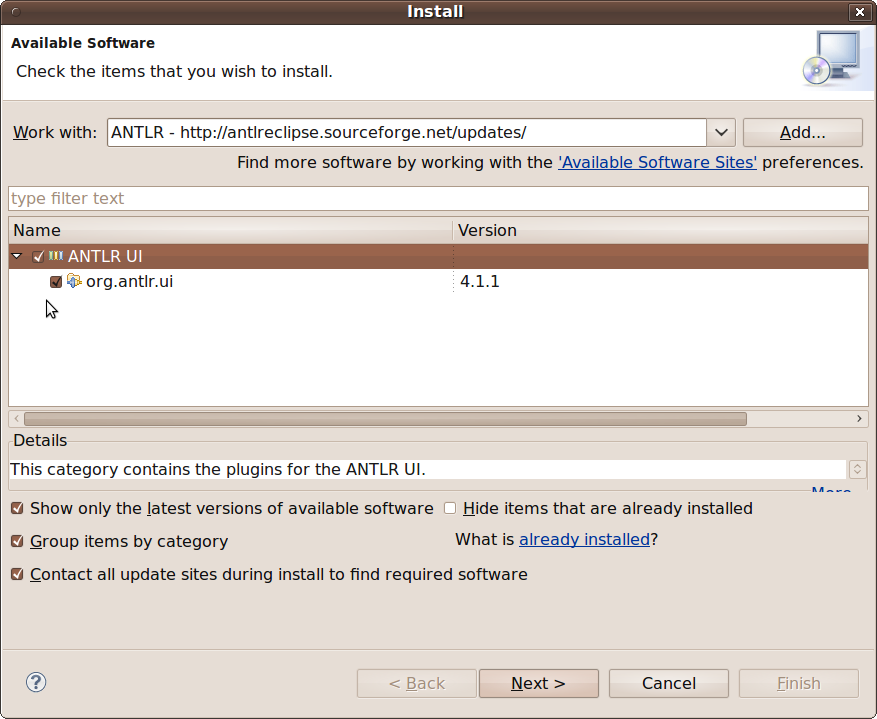 Install
Available Software
Check the items that you wish to install.
Work with: ANTLR - http://antlreclipse.sourceforge.net/updates/ Add...
Find more software by working with the 'Available Software Sites' preferences.
type filter text
Name Version
ANTLR UI
org.antlr.ui 4.1.1
Details
This category contains the plugins for the ANTLR UI.
More...
Show only the latest versions of available software Hide items that are already installed
Group items by category What is already installed?
Contact all update sites during install to find required software
? < Back Next > Cancel Finish